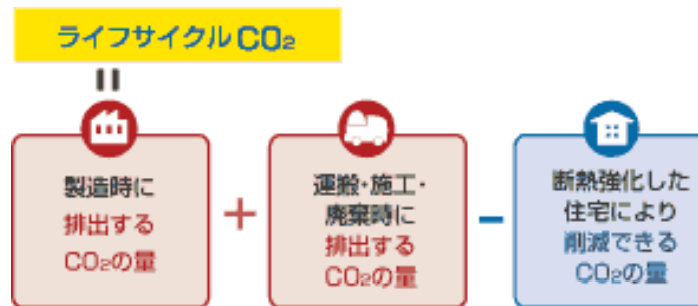 ライフサイクルCO₂
=
製造時に
排出する
CO₂の量
+
運搬・施工・
廃棄時に
排出する
CO₂の量
−
断熱強化した
住宅により
削減できる
CO₂の量